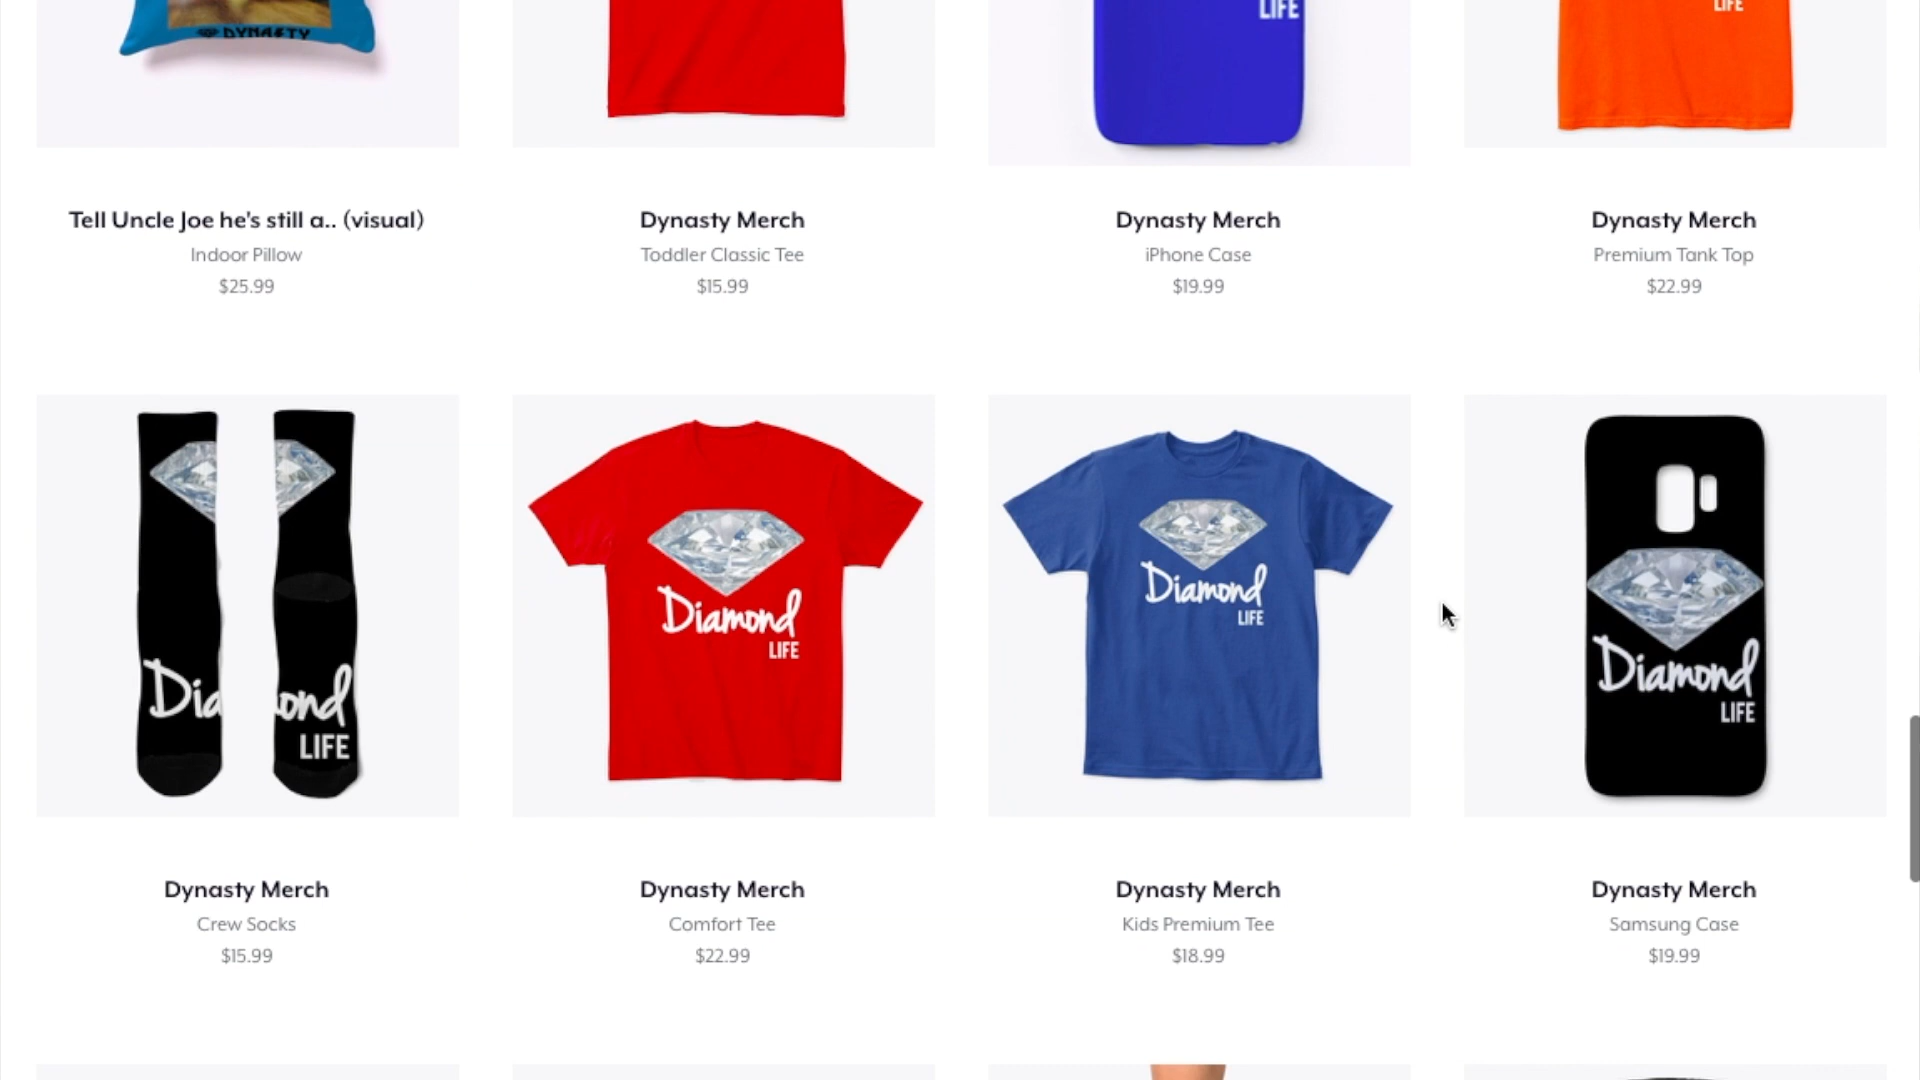 DYNASTY
LIFE
LIFE
Tell Uncle Joe he's still a.. (visual)
Indoor Pillow
$25.99
Dynasty Merch
Toddler Classic Tee
$15.99
Dynasty Merch
iPhone Case
$19.99
Dynasty Merch
Premium Tank Top
$22.99
Dia
ond
LIFE
Diamond
LIFE
Diamond
LIFE
Diamond
LIFE
Dynasty Merch
Crew Socks
$15.99
Dynasty Merch
Comfort Tee
$22.99
Dynasty Merch
Kids Premium Tee
$18.99
Dynasty Merch
Samsung Case
$19.99